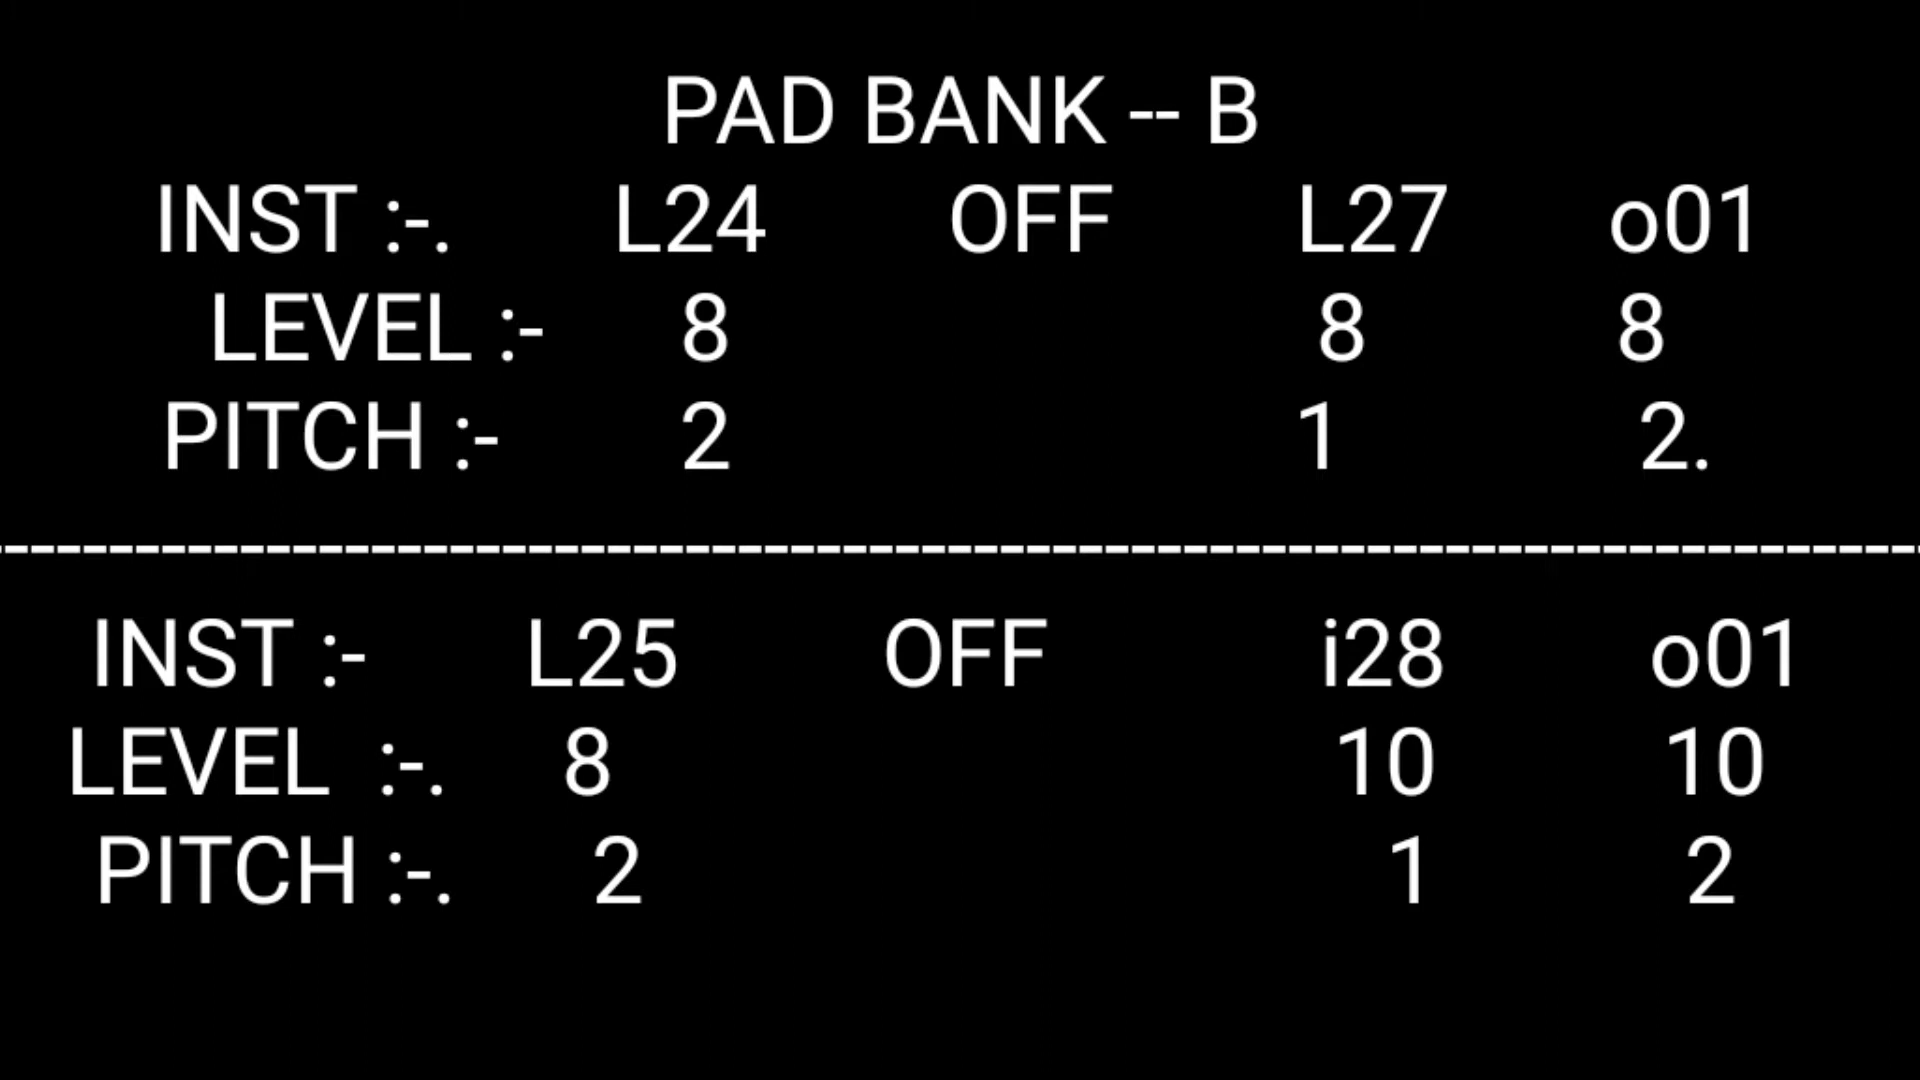 PAD BANK -- B
INST :-. L24 OFF L27 o01
LEVEL :- 8 8 8
PITCH :- 2 1 2.
--------------------------------------------------------------------------
INST :- L25 OFF i28 o01
LEVEL :-. 8 10 10
PITCH :-. 2 1 2